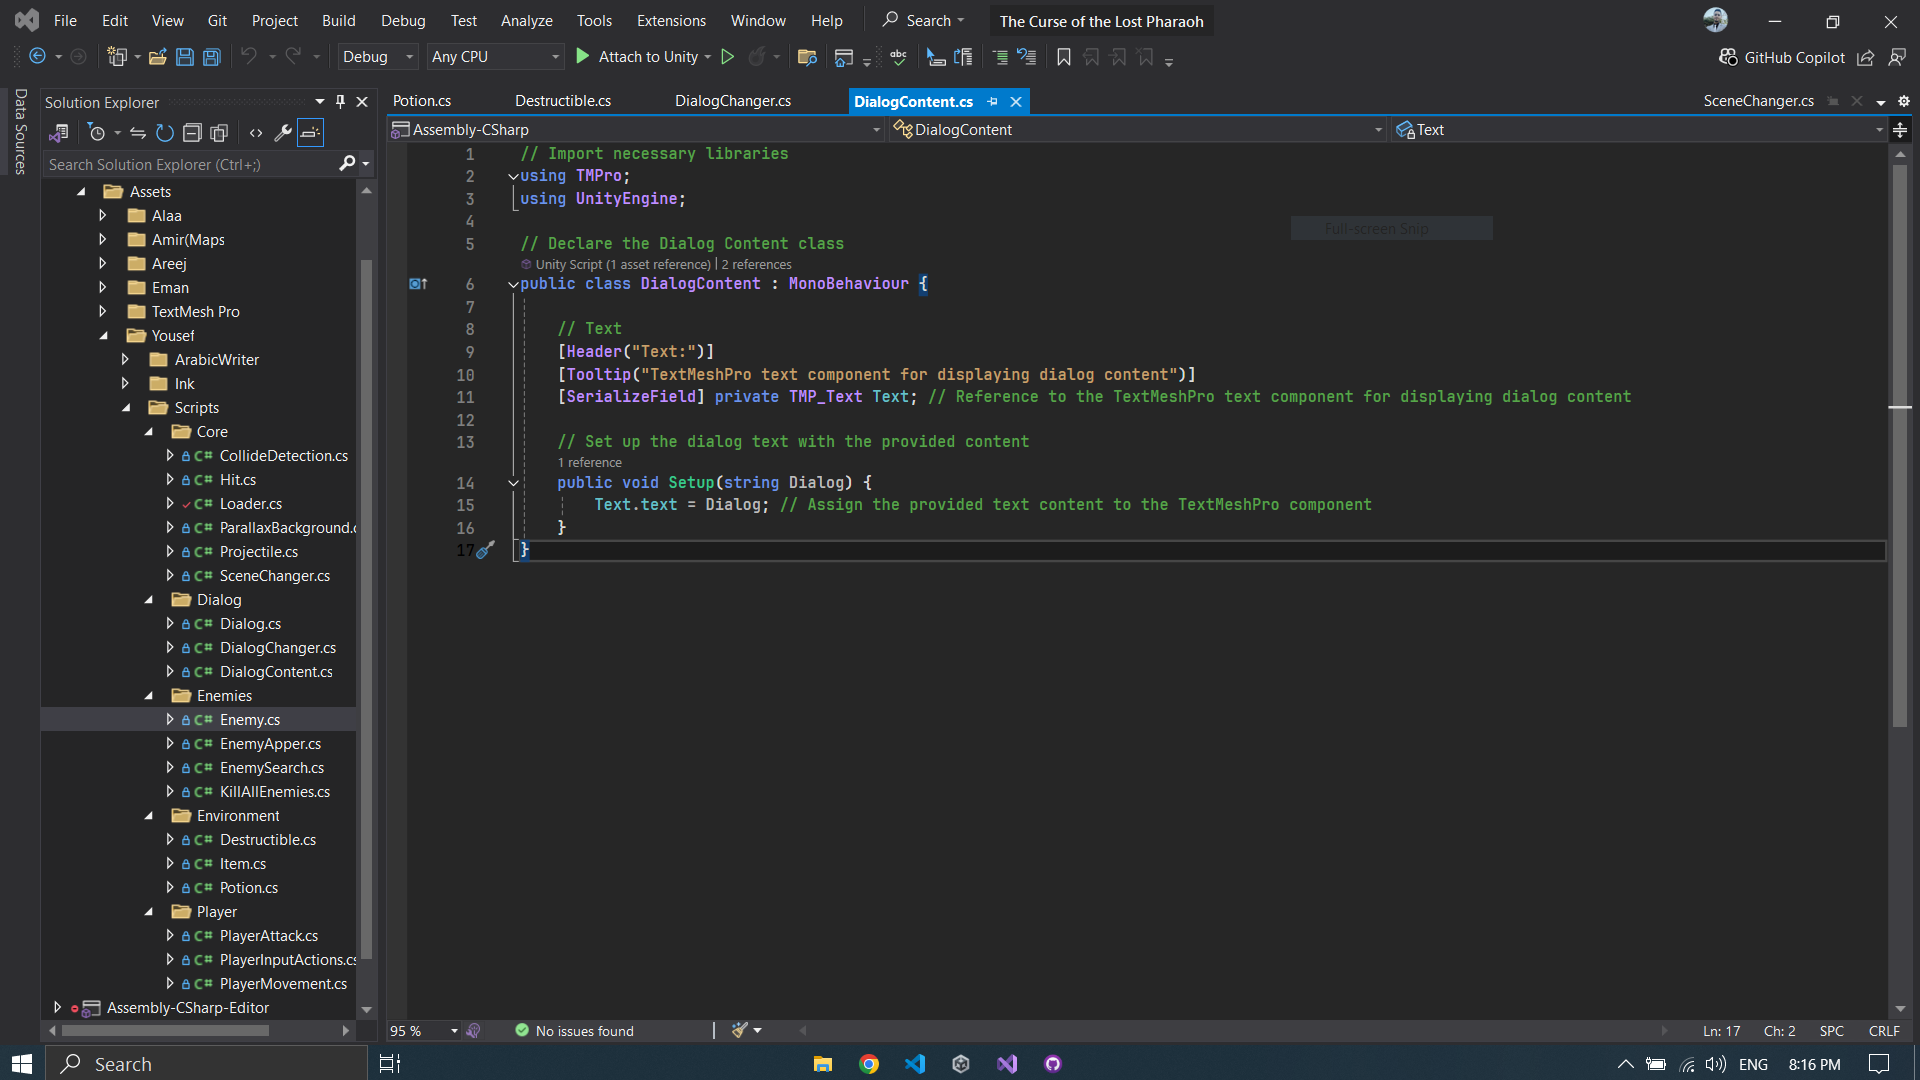 File Edit View Git Project Build Debug Test Analyze Tools Extensions Window Help Search The Curse of the Lost Pharaoh
Debug Any CPU Attach to Unity abc GitHub Copilot
Data Sources
Solution Explorer
Search Solution Explorer (Ctrl+;)
Assets
Alaa
Amir(Maps
Areej
Eman
TextMesh Pro
Yousef
ArabicWriter
Ink
Scripts
Core
C# CollideDetection.cs
C# Hit.cs
C# Loader.cs
C# ParallaxBackground.c
C# Projectile.cs
C# SceneChanger.cs
Dialog
C# Dialog.cs
C# DialogChanger.cs
C# DialogContent.cs
Enemies
C# Enemy.cs
C# EnemyApper.cs
C# EnemySearch.cs
C# KillAllEnemies.cs
Environment
C# Destructible.cs
C# Item.cs
C# Potion.cs
Player
C# PlayerAttack.cs
C# PlayerInputActions.cs
C# PlayerMovement.cs
Assembly-CSharp-Editor
Potion.cs Destructible.cs DialogChanger.cs DialogContent.cs SceneChanger.cs
Assembly-CSharp DialogContent Text
1 // Import necessary libraries
2 using TMPro;
3 using UnityEngine;
4
5 // Declare the Dialog Content class
Unity Script (1 asset reference) | 2 references
6 public class DialogContent : MonoBehaviour {
7
8 // Text
9 [Header("Text:")]
10 [Tooltip("TextMeshPro text component for displaying dialog content")]
11 [SerializeField] private TMP_Text Text; // Reference to the TextMeshPro text component for displaying dialog content
12
13 // Set up the dialog text with the provided content
1 reference
14 public void Setup(string Dialog) {
15 Text.text = Dialog; // Assign the provided text content to the TextMeshPro component
16 }
17 }
Full-screen Snip
95 % No issues found Ln: 17 Ch: 2 SPC CRLF
Search ENG 8:16 PM